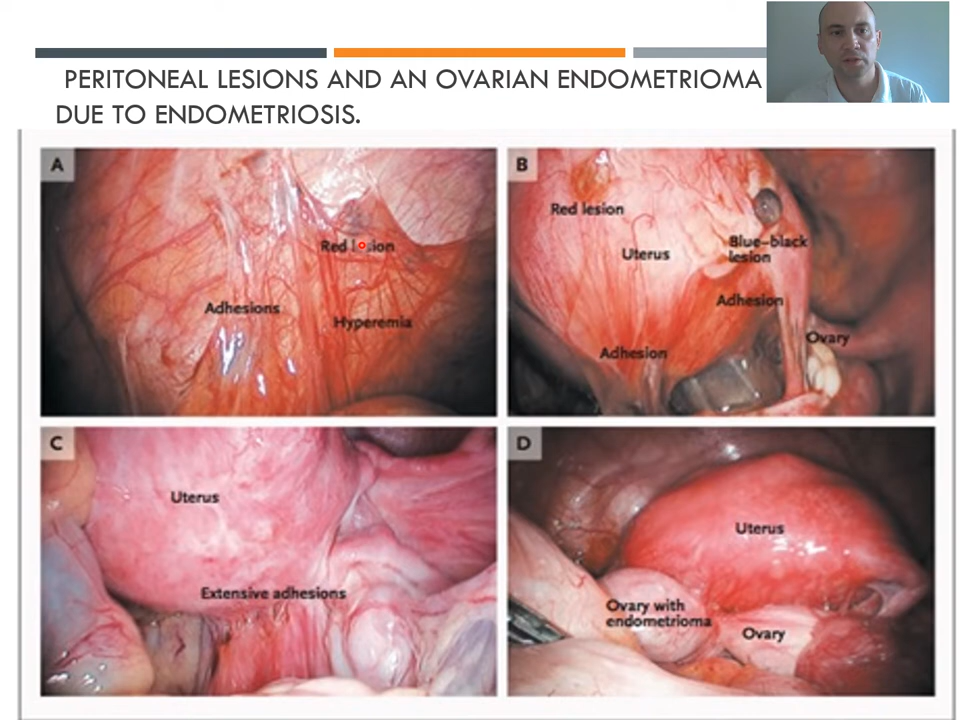 PERITONEAL LESIONS AND AN OVARIAN ENDOMETRIOMA
DUE TO ENDOMETRIOSIS.
A
Red lesion
Adhesions
Hyperemia
B
Red lesion
Uterus
Blue–black
lesion
Adhesion
Ovary
Adhesion
C
Uterus
Extensive adhesions
D
Uterus
Ovary with
endometrioma
Ovary